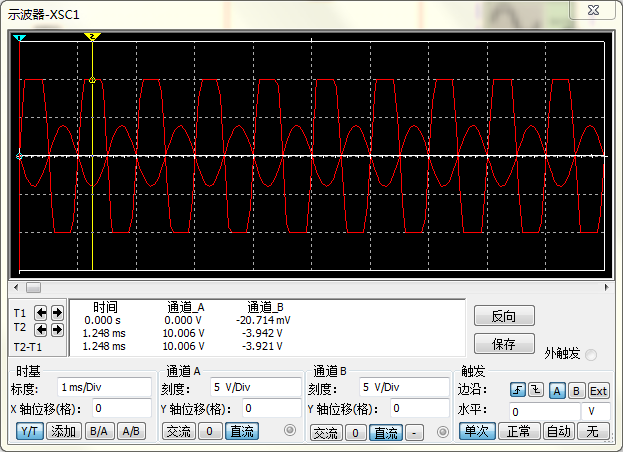 示波器-XSC1
1
2
T1
T2
T2-T1
时间 通道_A 通道_B
0.000 s 0.000 V -20.714 mV
1.248 ms 10.006 V -3.942 V
1.248 ms 10.006 V -3.921 V
反向
保存
外触发
时基
标度: 1 ms/Div
X 轴位移(格): 0
Y/T 添加 B/A A/B
通道 A
刻度: 5 V/Div
Y 轴位移(格): 0
交流 0 直流
通道 B
刻度: 5 V/Div
Y 轴位移(格): 0
交流 0 直流 -
触发
边沿: A B Ext
水平: 0 V
单次 正常 自动 无